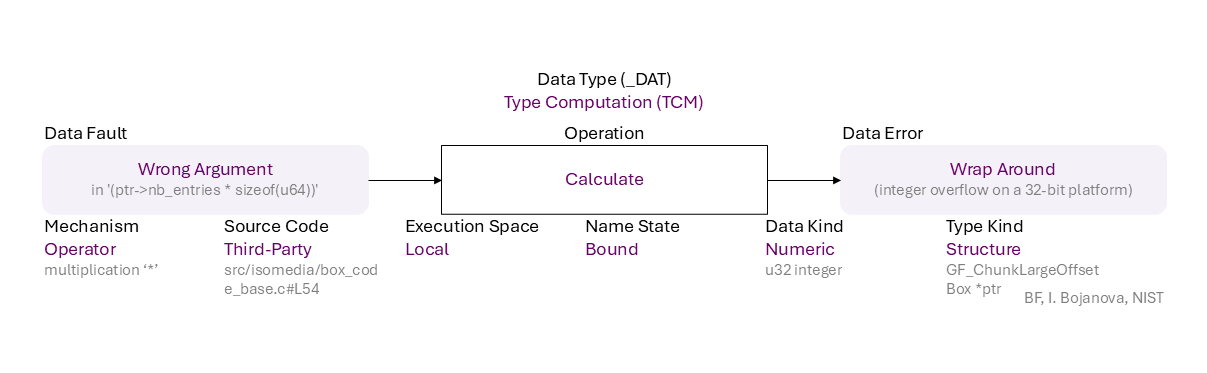 Data Type (_DAT)
Type Computation (TCM)
Data Fault
Operation
Data Error
Wrong Argument
in '(ptr->nb_entries * sizeof(u64))'
Calculate
Wrap Around
(integer overflow on a 32-bit platform)
Mechanism
Operator
multiplication ‘*’
Source Code
Third-Party
src/isomedia/box_cod
e_base.c#L54
Execution Space
Local
Name State
Bound
Data Kind
Numeric
u32 integer
Type Kind
Structure
GF_ChunkLargeOffset
Box *ptr
BF, I. Bojanova, NIST